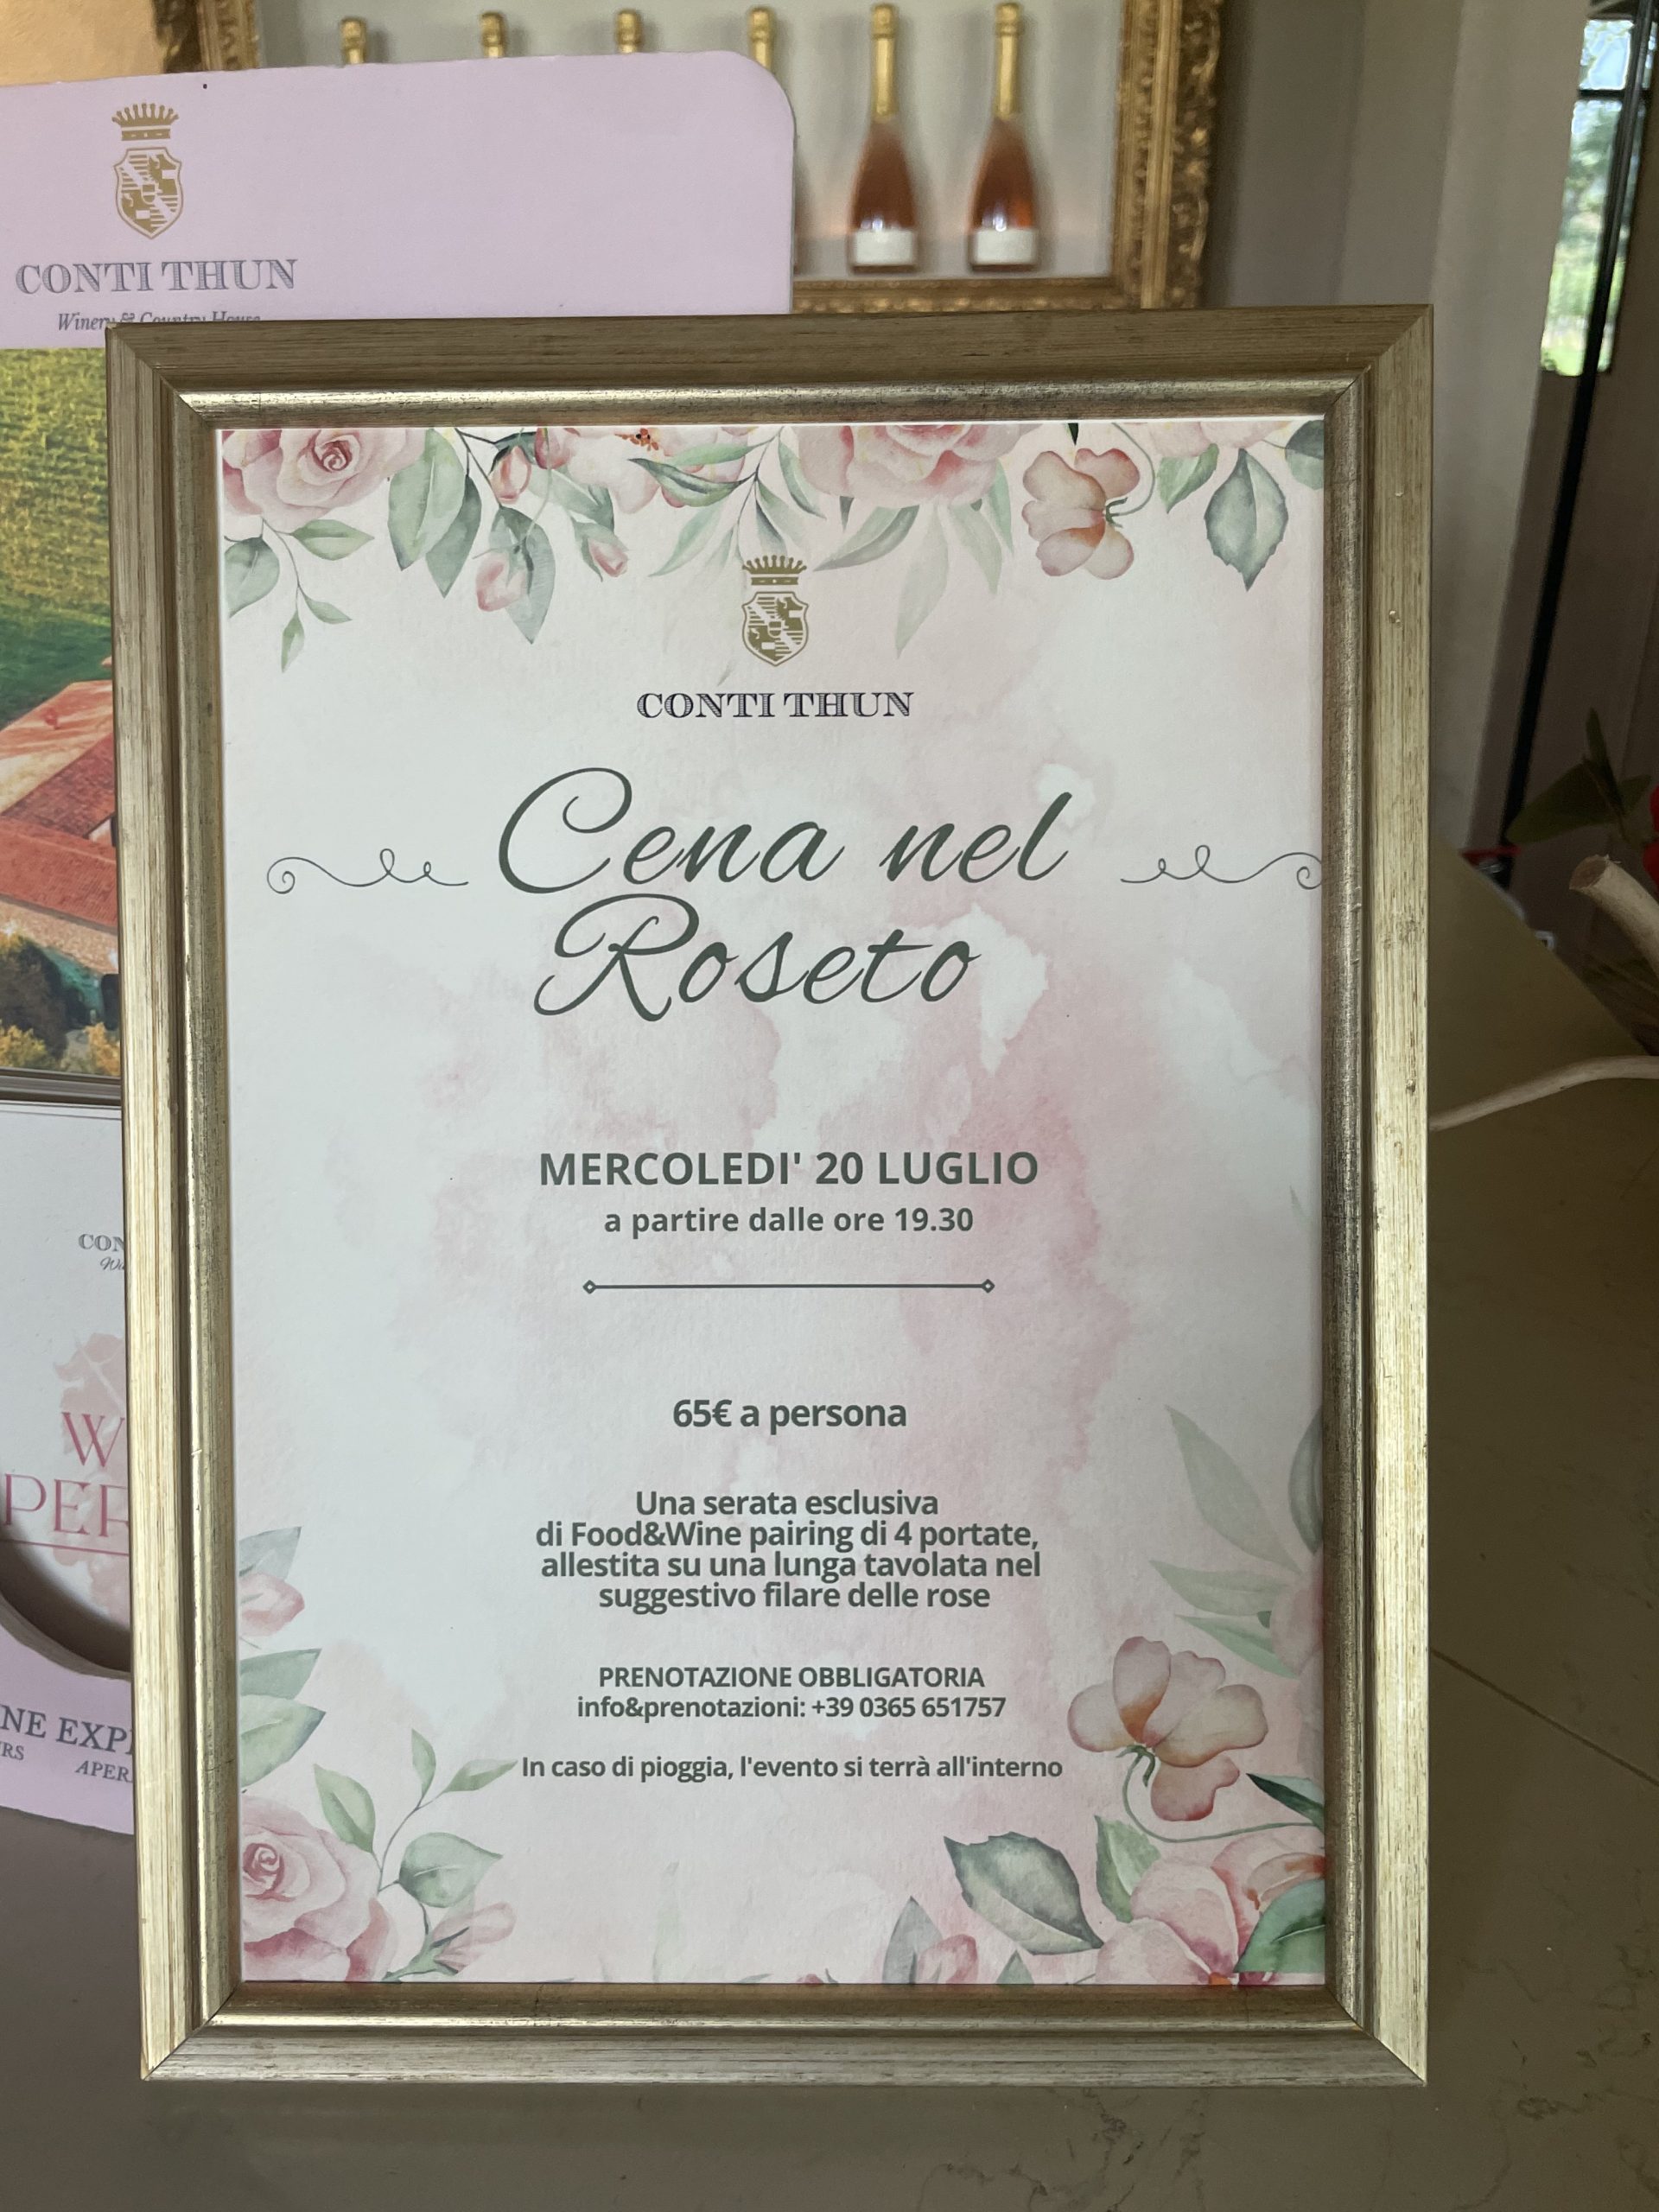 CONTI THUN
Winery & Country House
CONTI THUN
Cena nel
Roseto
MERCOLEDI' 20 LUGLIO
a partire dalle ore 19.30
65€ a persona
Una serata esclusiva
di Food&Wine pairing di 4 portate,
allestita su una lunga tavolata nel
suggestivo filare delle rose
PRENOTAZIONE OBBLIGATORIA
info&prenotazioni: +39 0365 651757
In caso di pioggia, l'evento si terrà all'interno